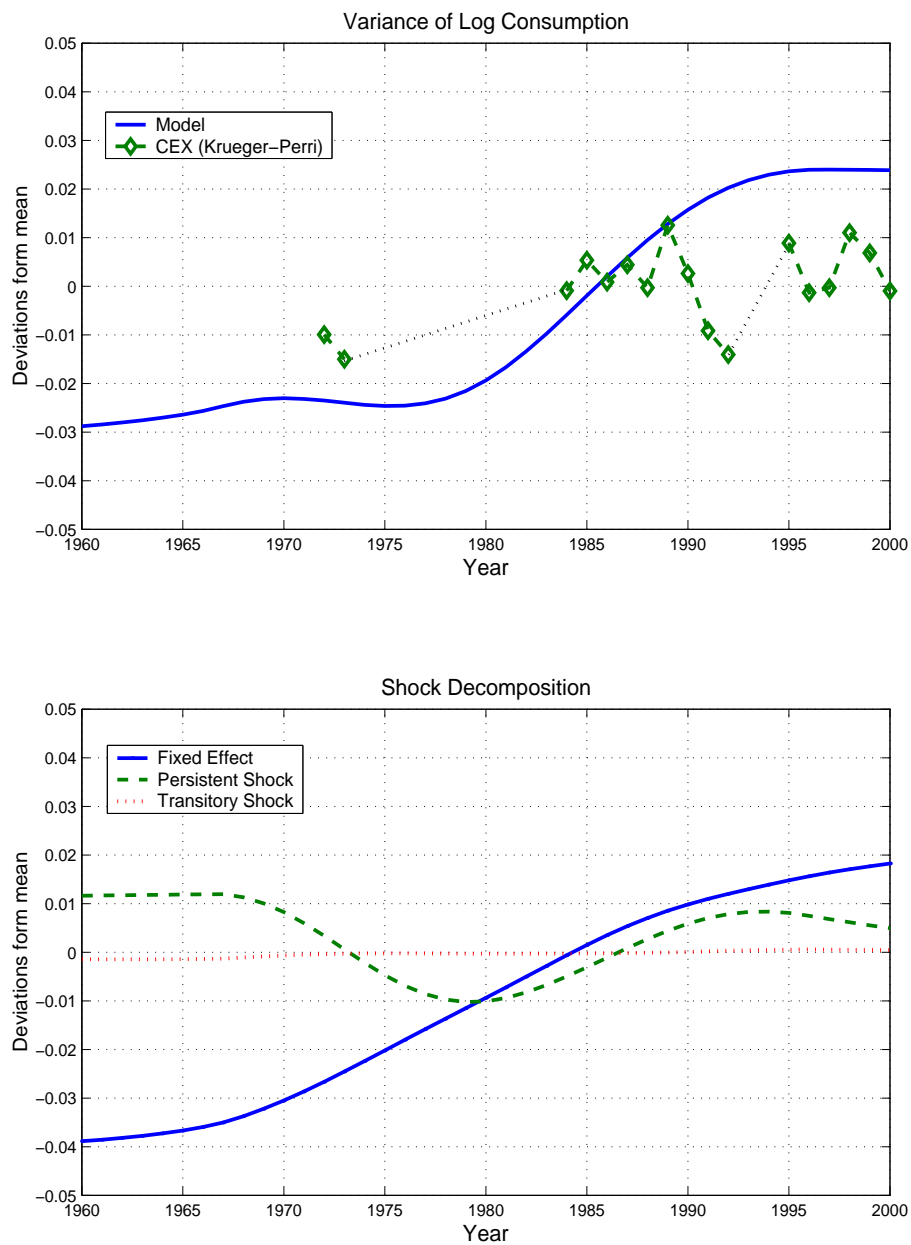 Variance of Log Consumption
0.05
0.04
0.03
0.02
0.01
0
−0.01
−0.02
−0.03
−0.04
−0.05
Deviations form mean
Model
CEX (Krueger−Perri)
1960 1965 1970 1975 1980 1985 1990 1995 2000
Year
Shock Decomposition
0.05
0.04
0.03
0.02
0.01
0
−0.01
−0.02
−0.03
−0.04
−0.05
Deviations form mean
Fixed Effect
Persistent Shock
Transitory Shock
1960 1965 1970 1975 1980 1985 1990 1995 2000
Year